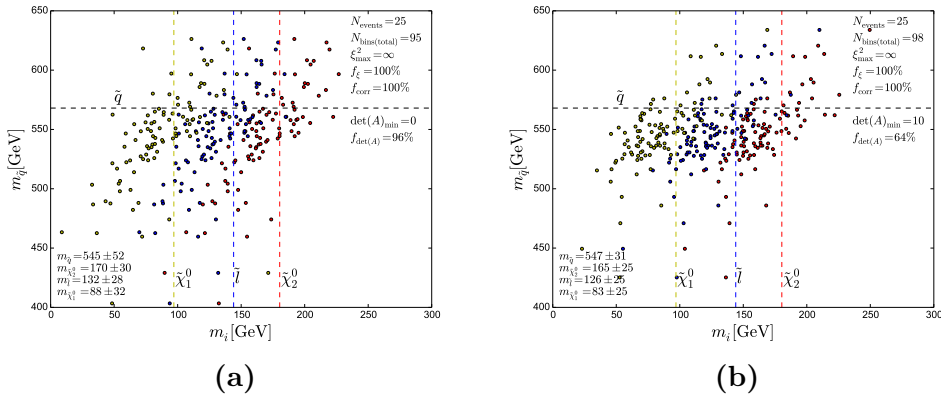 650
600
550
500
450
400
0
50
100
150
200
250
300
m_q̃[GeV]
m_i[GeV]
N_events=25
N_bins(total)=95
ξ²_max=∞
f_ξ=100%
f_corr=100%
q̃
det(A)_min=0
f_det(A)=96%
m_q̃=545 ±52
m_χ̃⁰₂=170 ±30
m_l̃=132 ±28
m_χ̃⁰₁=88 ±32
χ̃⁰₁
l̃
χ̃⁰₂
(a)
650
600
550
500
450
400
0
50
100
150
200
250
300
m_q̃[GeV]
m_i[GeV]
N_events=25
N_bins(total)=98
ξ²_max=∞
f_ξ=100%
f_corr=100%
q̃
det(A)_min=10
f_det(A)=64%
m_q̃=547 ±31
m_χ̃⁰₂=165 ±25
m_l̃=126 ±25
m_χ̃⁰₁=83 ±25
χ̃⁰₁
l̃
χ̃⁰₂
(b)